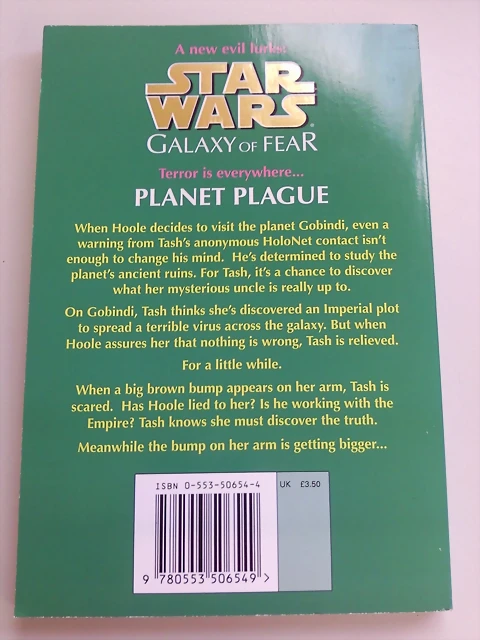 A new evil lurks...
STAR
WARS
GALAXY OF FEAR
Terror is everywhere...
PLANET PLAGUE
When Hoole decides to visit the planet Gobindi, even a
warning from Tash's anonymous HoloNet contact isn't
enough to change his mind. He's determined to study the
planet's ancient ruins. For Tash, it's a chance to discover
what her mysterious uncle is really up to.
On Gobindi, Tash thinks she's discovered an Imperial plot
to spread a terrible virus across the galaxy. But when
Hoole assures her that nothing is wrong, Tash is relieved.
For a little while.
When a big brown bump appears on her arm, Tash is
scared. Has Hoole lied to her? Is he working with the
Empire? Tash knows she must discover the truth.
Meanwhile the bump on her arm is getting bigger...
ISBN 0-553-50654-4
UK £3.50
9 780553 506549 >